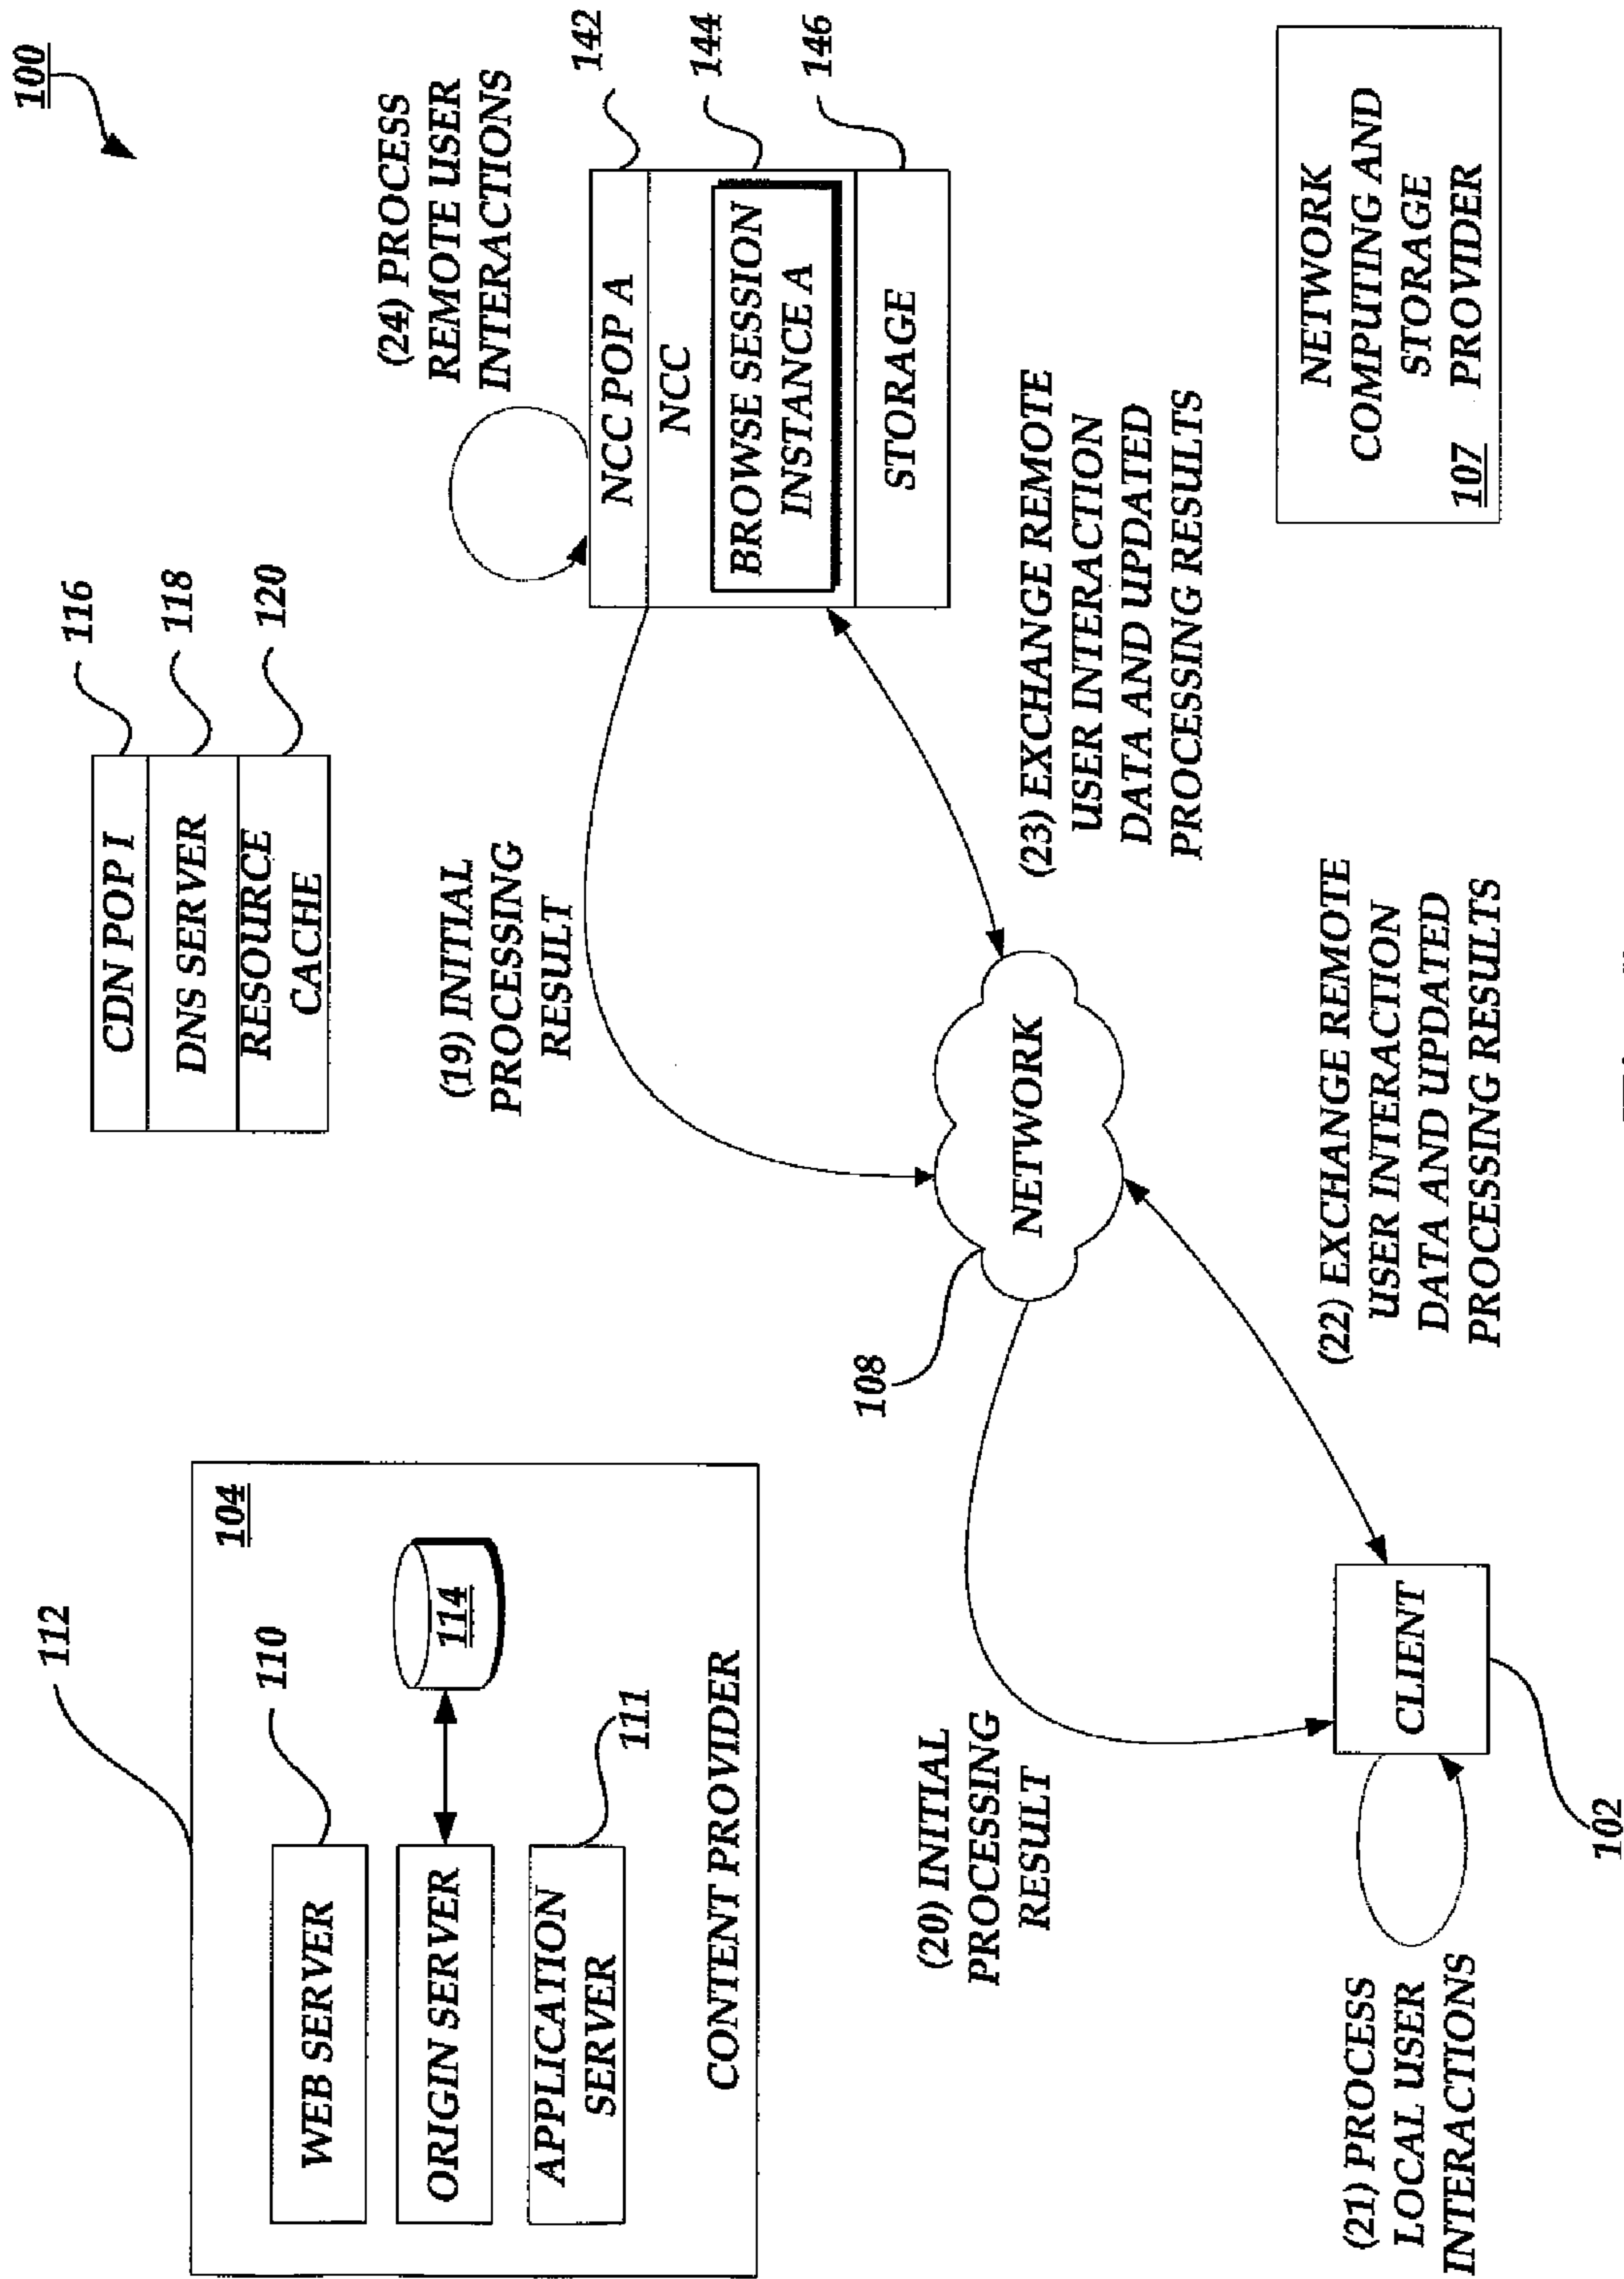 100
112
104
110
WEB SERVER
ORIGIN SERVER
114
APPLICATION
SERVER
111
CONTENT PROVIDER
CDN POP I
DNS SERVER
RESOURCE
CACHE
116
118
120
(24) PROCESS
REMOTE USER
INTERACTIONS
142
144
146
NCC POP A
NCC
BROWSE SESSION
INSTANCE A
STORAGE
(19) INITIAL
PROCESSING
RESULT
108
NETWORK
(23) EXCHANGE REMOTE
USER INTERACTION
DATA AND UPDATED
PROCESSING RESULTS
(20) INITIAL
PROCESSING
RESULT
(22) EXCHANGE REMOTE
USER INTERACTION
DATA AND UPDATED
PROCESSING RESULTS
NETWORK
COMPUTING AND
STORAGE
PROVIDER
107
CLIENT
102
(21) PROCESS
LOCAL USER
INTERACTIONS